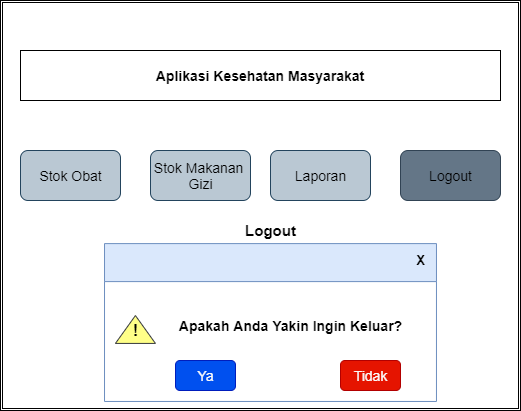 Aplikasi Kesehatan Masyarakat
Stok Obat
Stok Makanan
Gizi
Laporan
Logout
Logout
X
!
Apakah Anda Yakin Ingin Keluar?
Ya
Tidak